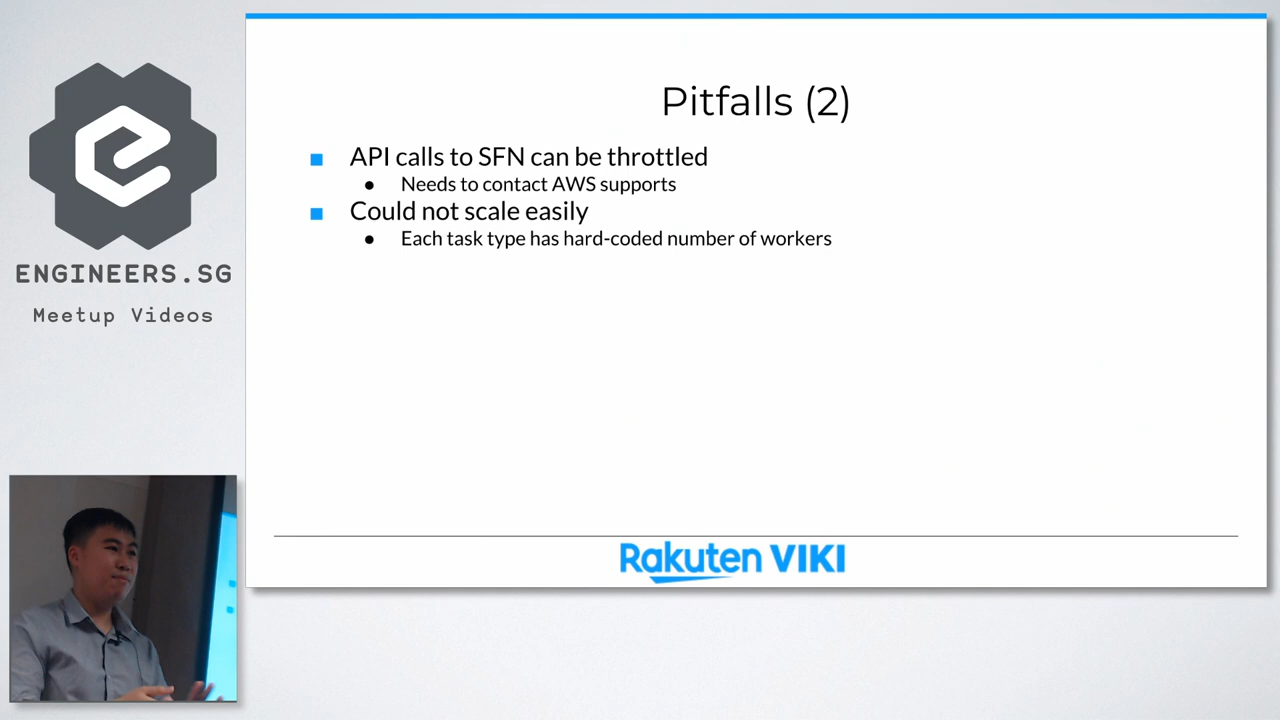 ENGINEERS.SG
Meetup Videos
Pitfalls (2)
■ API calls to SFN can be throttled
● Needs to contact AWS supports
■ Could not scale easily
● Each task type has hard-coded number of workers
Rakuten VIKI